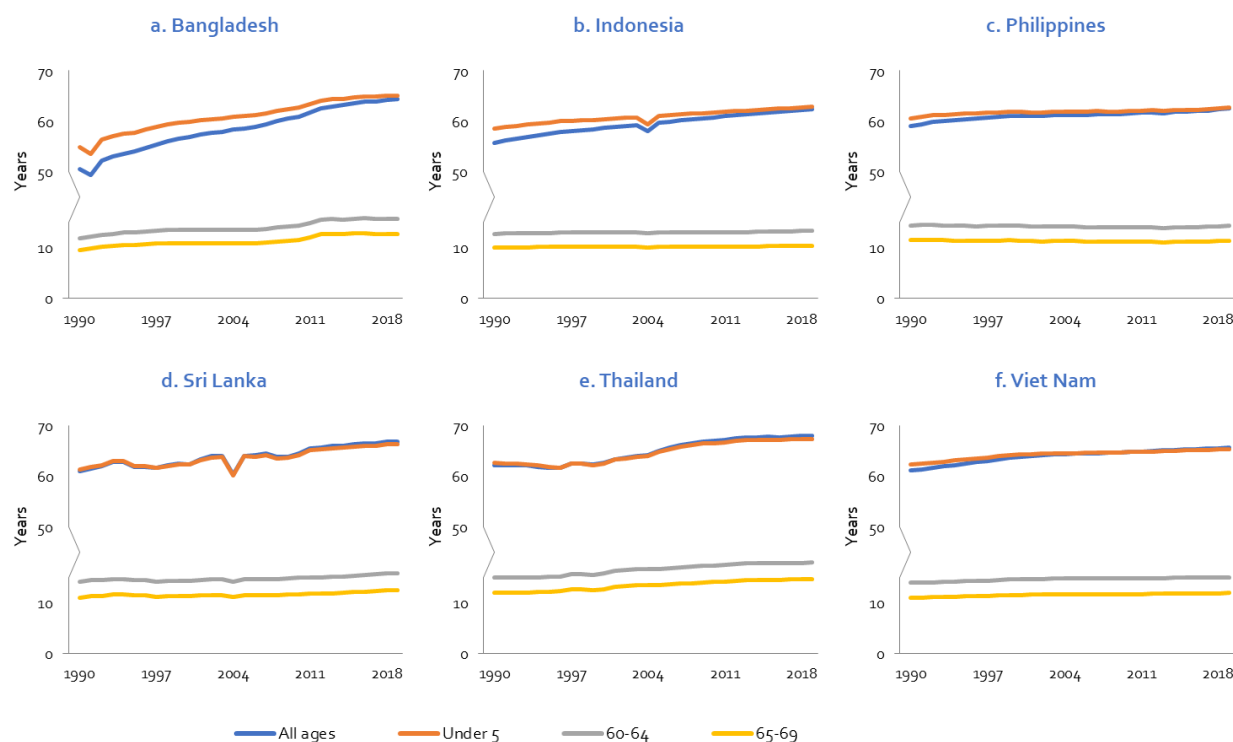 a. Bangladesh
b. Indonesia
c. Philippines
Years
70
60
50
10
0
1990 1997 2004 2011 2018
Years
70
60
50
10
0
1990 1997 2004 2011 2018
Years
70
60
50
10
0
1990 1997 2004 2011 2018
d. Sri Lanka
e. Thailand
f. Viet Nam
Years
70
60
50
10
0
1990 1997 2004 2011 2018
Years
70
60
50
10
0
1990 1997 2004 2011 2018
Years
70
60
50
10
0
1990 1997 2004 2011 2018
All ages
Under 5
60-64
65-69